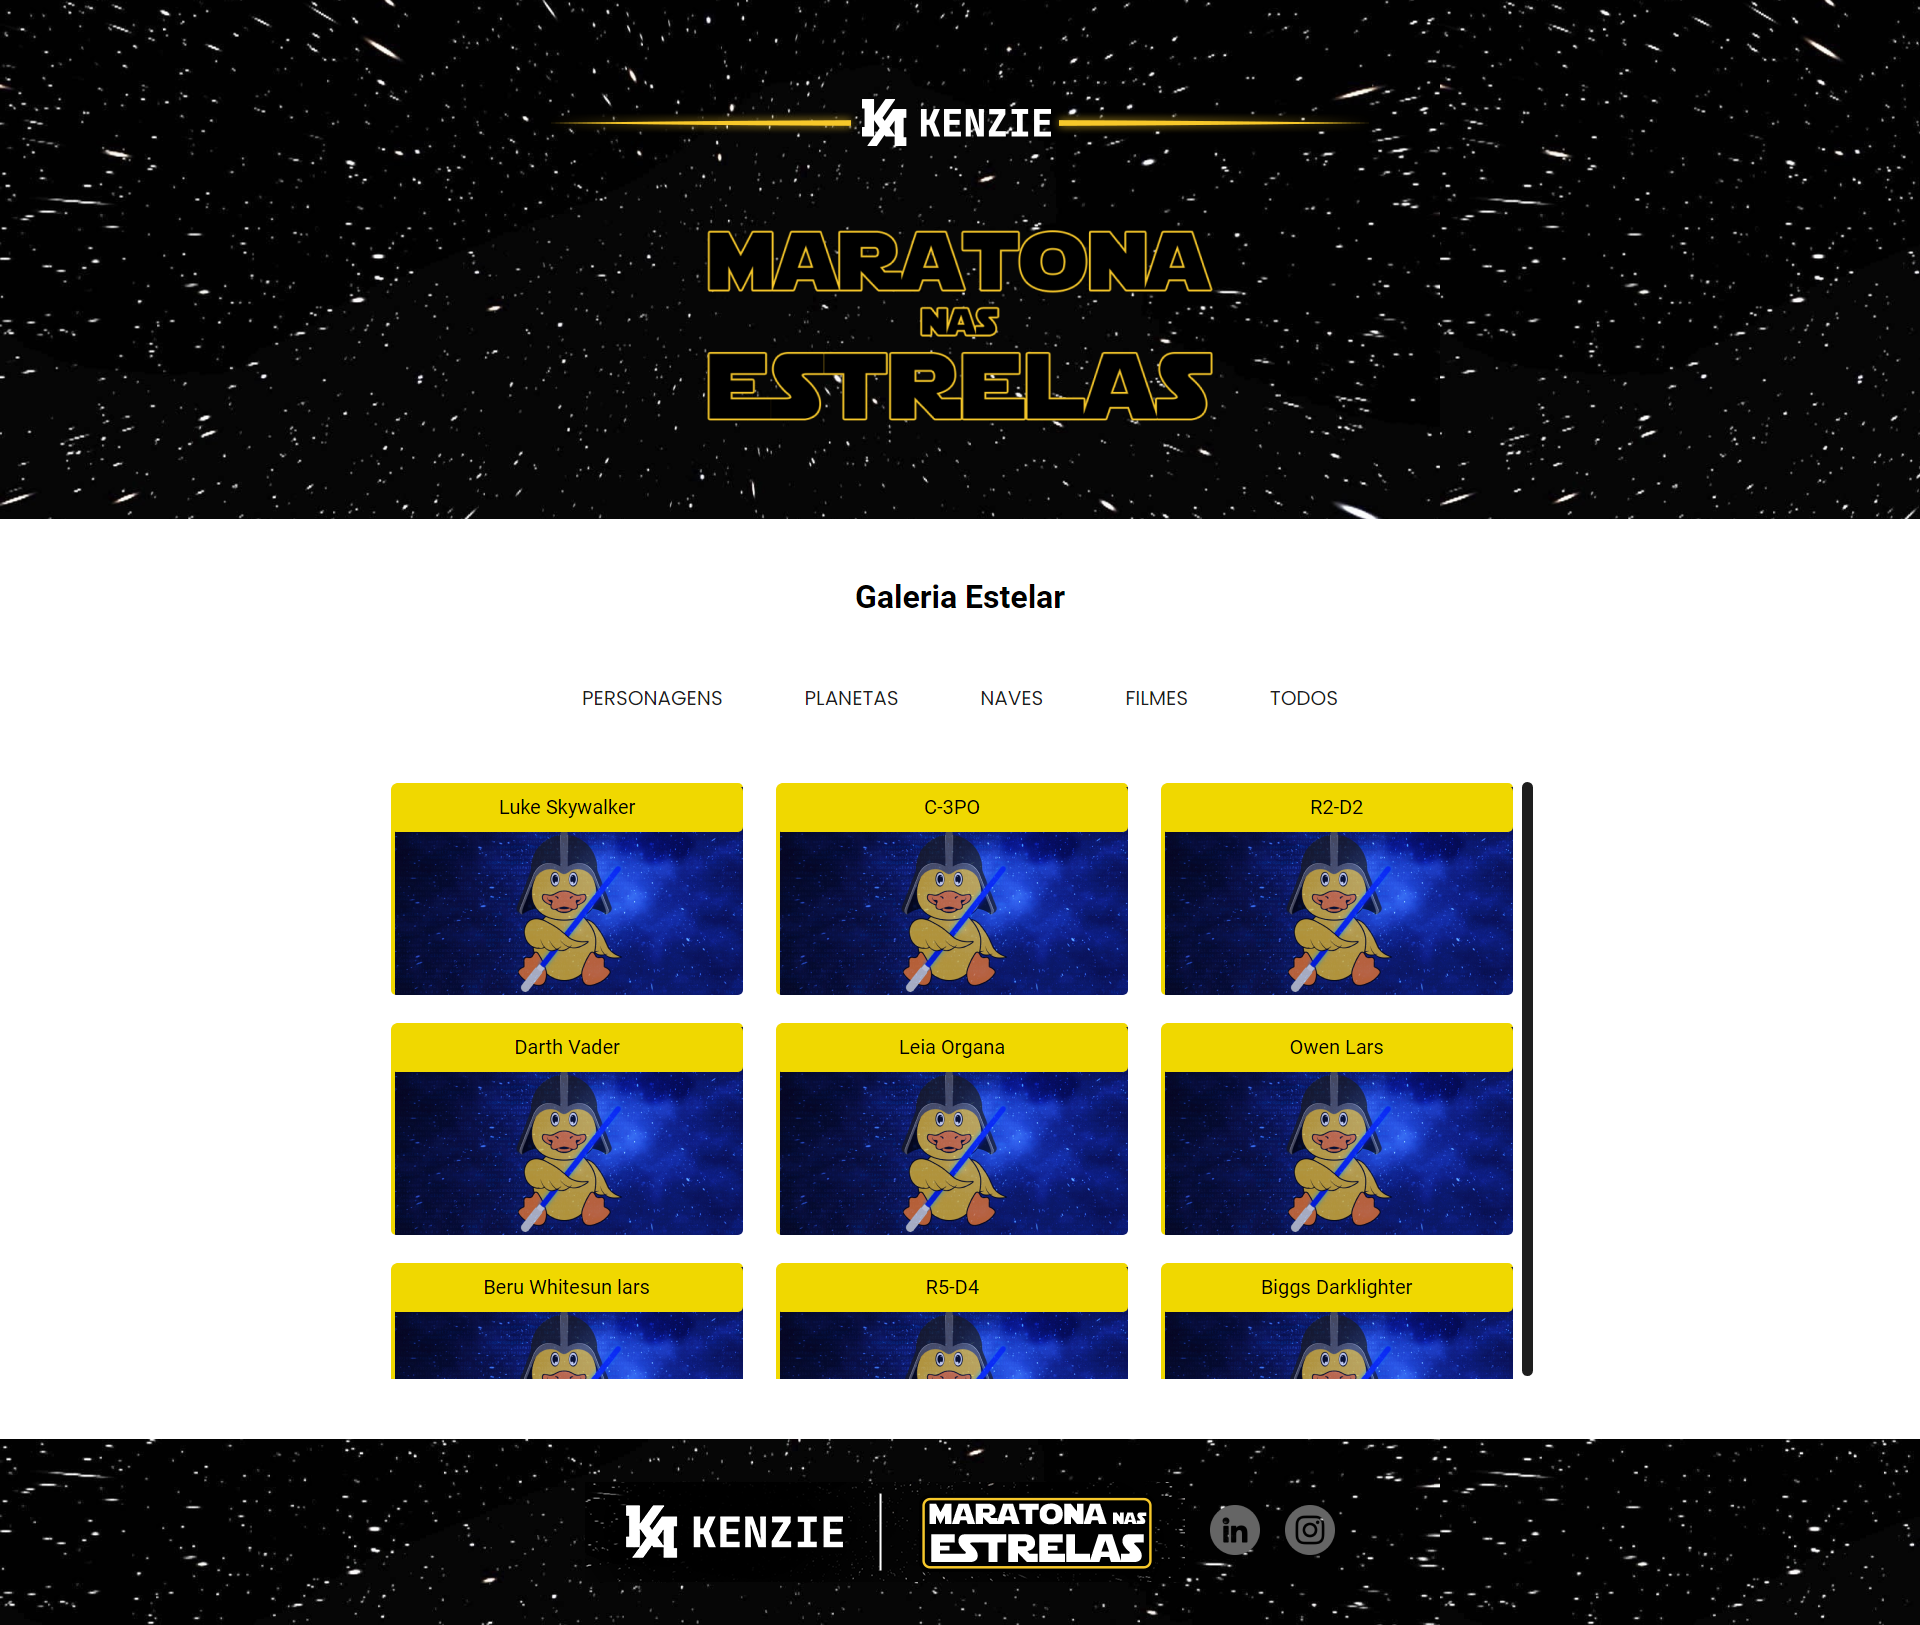 KENZIE
MARATONA
NAS
ESTRELAS
Galeria Estelar
PERSONAGENS PLANETAS NAVES FILMES TODOS
Luke Skywalker C-3PO R2-D2
Darth Vader Leia Organa Owen Lars
Beru Whitesun lars R5-D4 Biggs Darklighter
KENZIE
MARATONA NAS
ESTRELAS
in